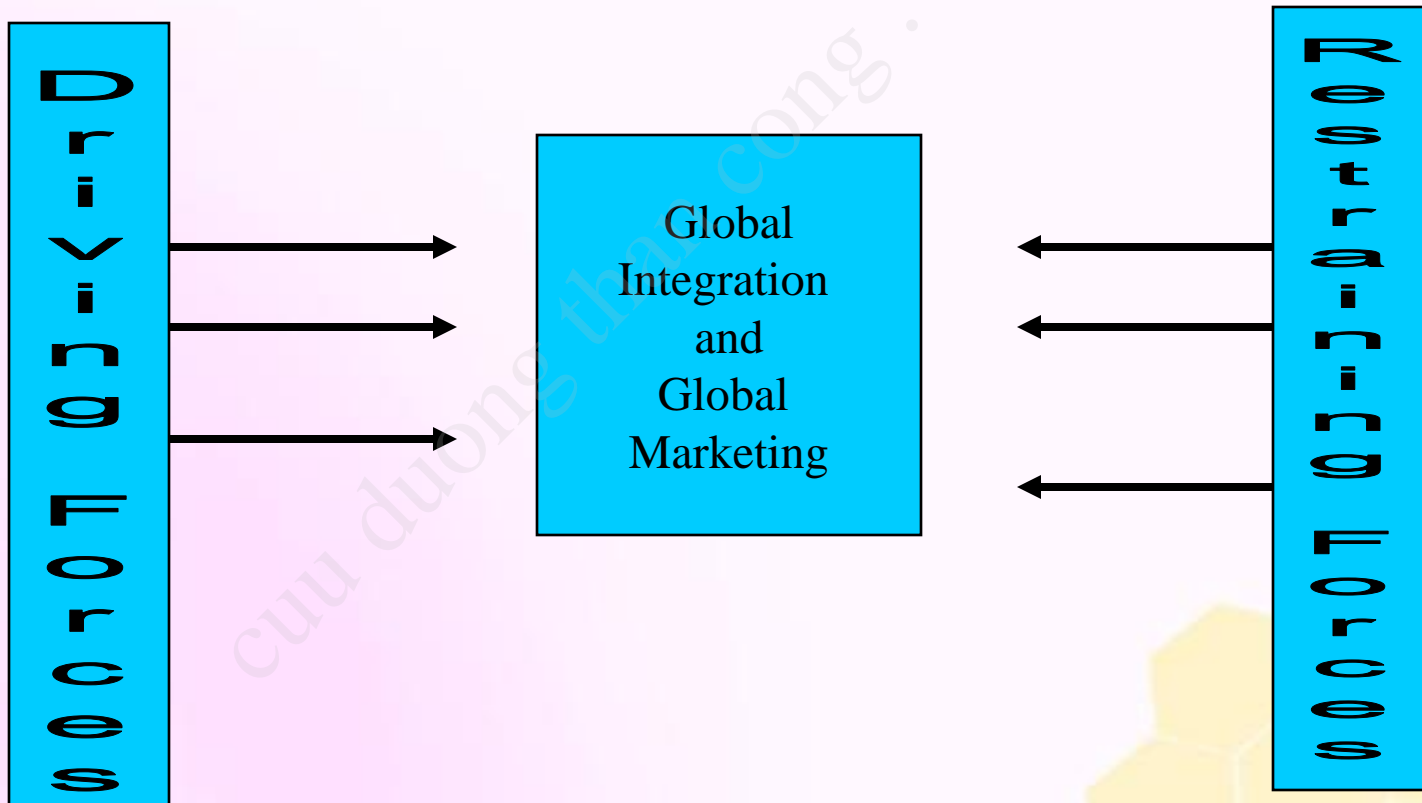 DriVing Forces
Global
Integration
and
Global
Marketing
Restraining Forces
cuu duong than cong .